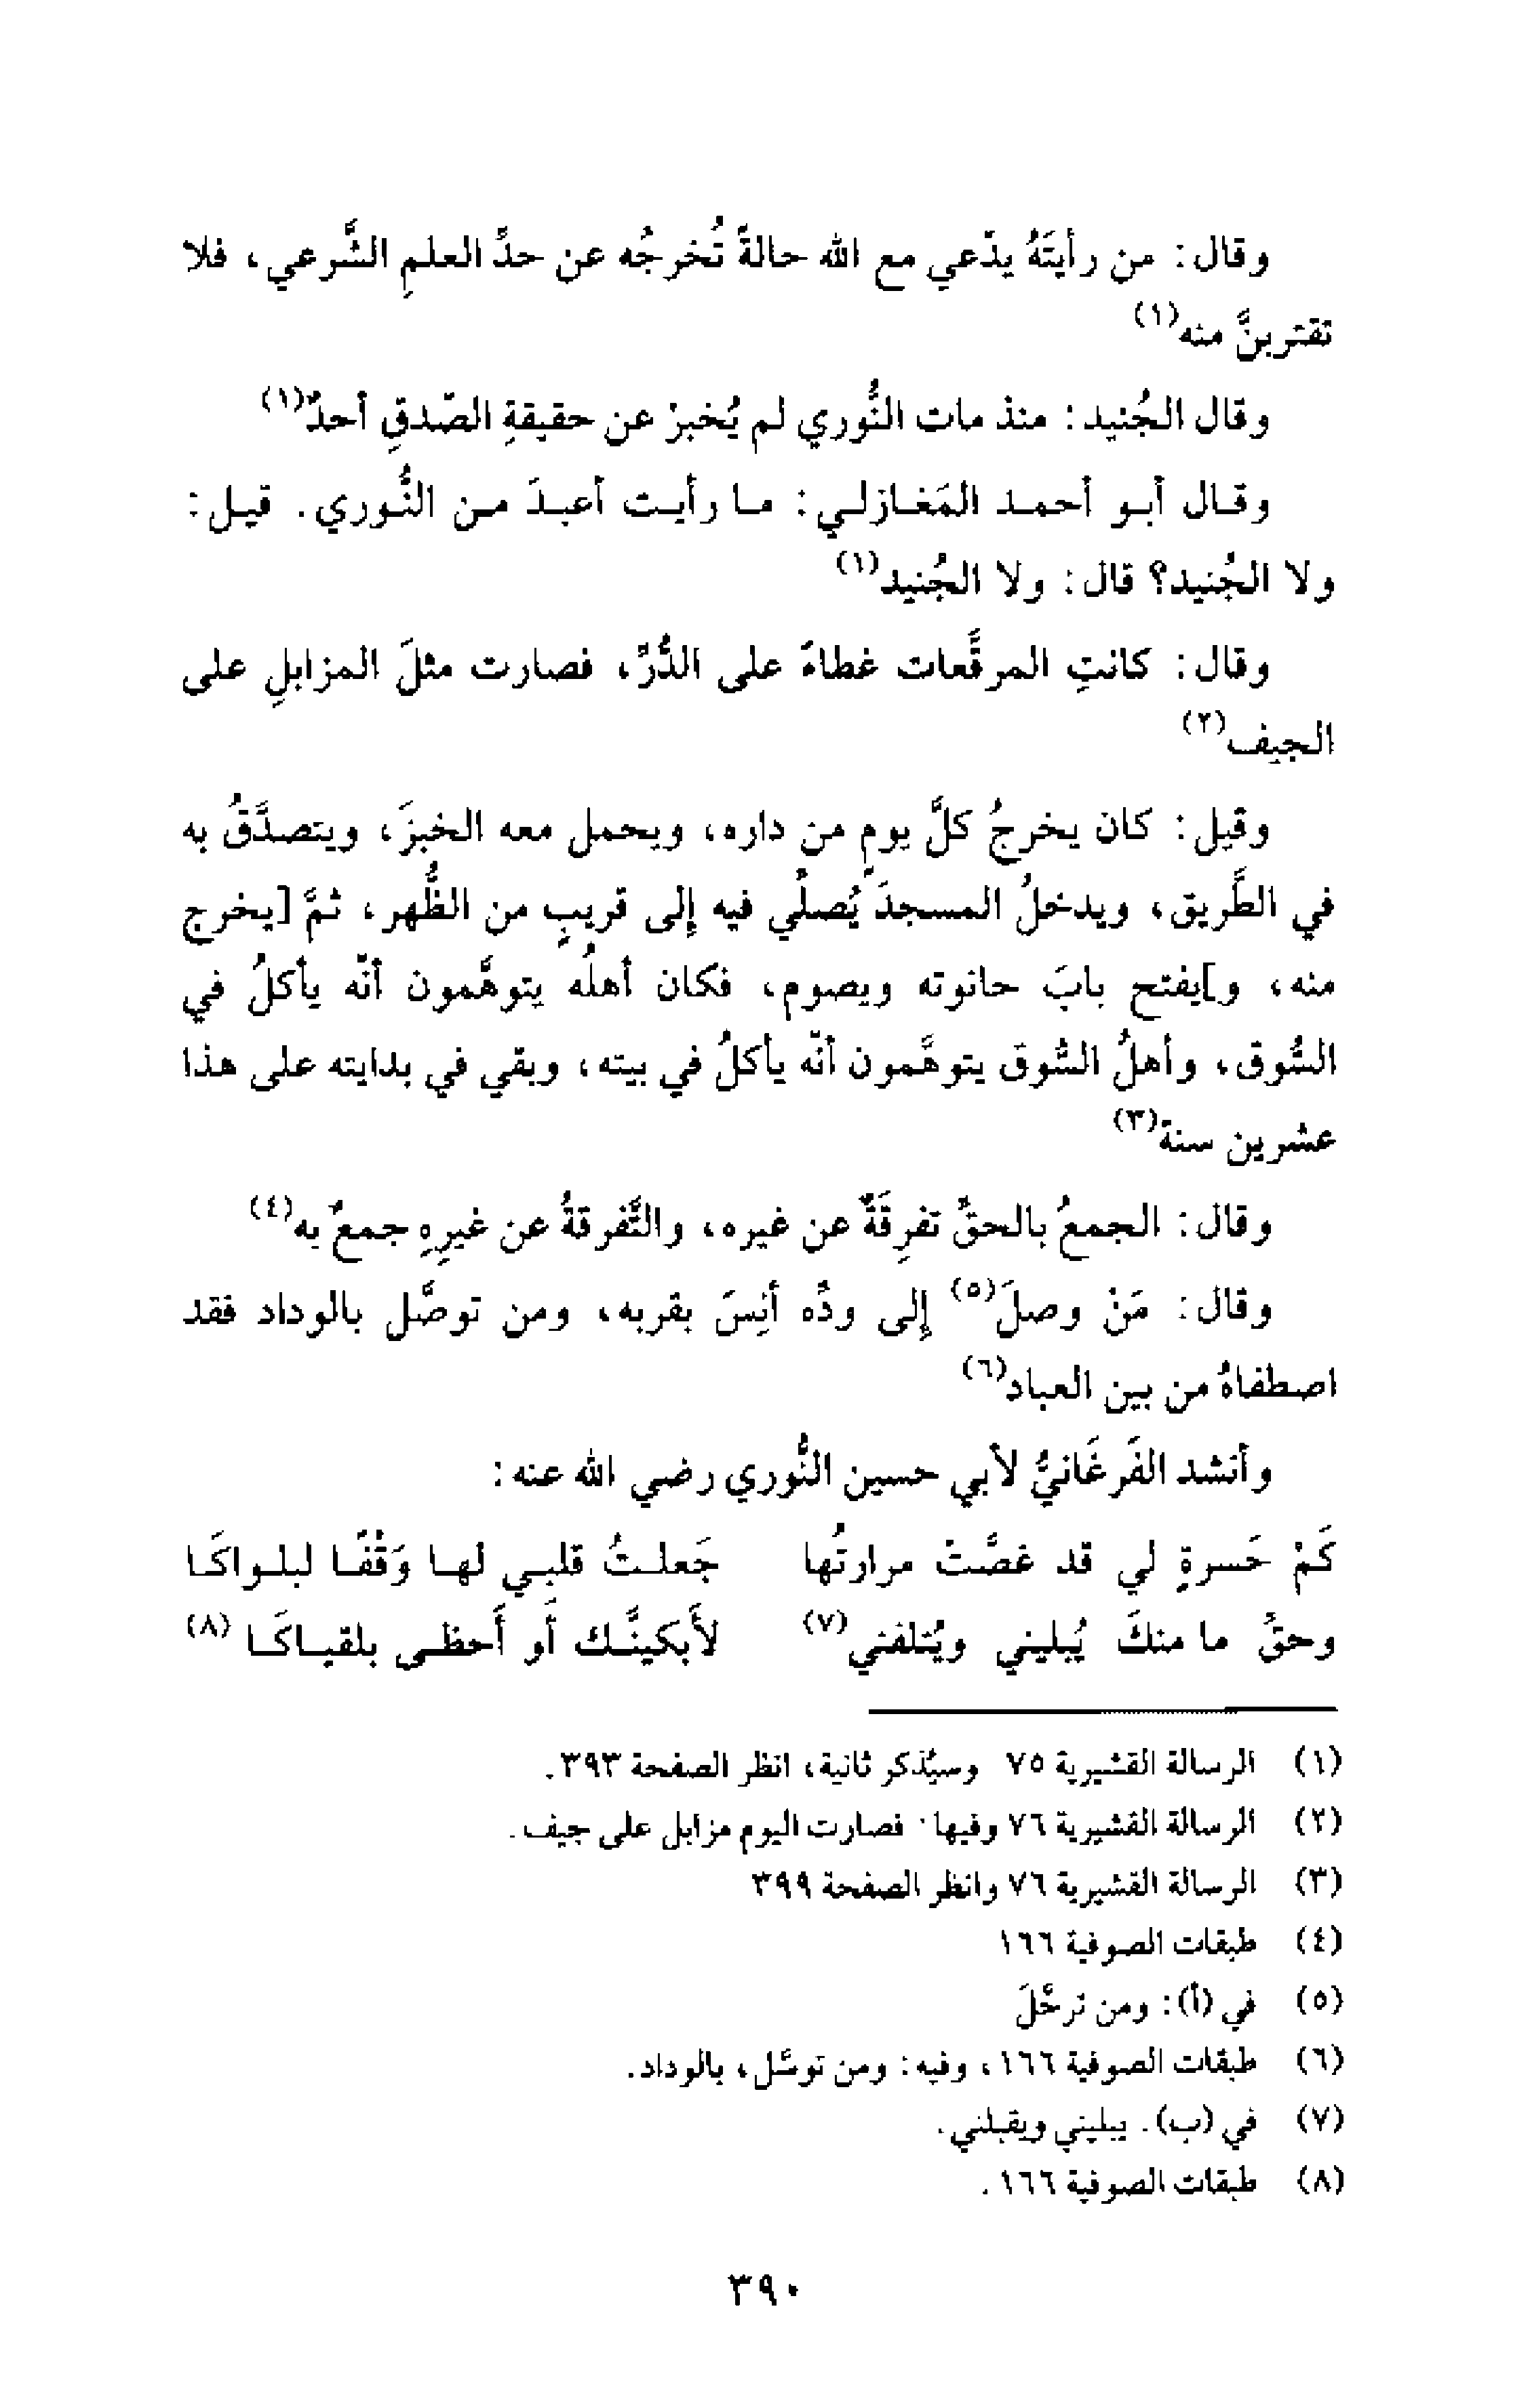 وقال: من رأيتَهُ يدّعي مع الله حالةً تُخرجُه عن حدِّ العلمِ الشَّرعي، فلا
تقتربنَّ منه(١)
وقال الجُنيد: منذ مات النُّوري لم يُخبرْ عن حقيقةِ الصّدقِ أحدٌ(١)
وقال أبو أحمد المَغازلي: ما رأيت أعبدَ من النُّوري. قيل:
ولا الجُنيد؟ قال: ولا الجُنيد(١)
وقال: كانتِ المرقَّعات غطاءً على الدُّرِّ، فصارت مثلَ المزابلِ على
الجيف(٢)
وقيل: كان يخرجُ كلَّ يومٍ من داره، ويحمل معه الخبزَ، ويتصدَّقُ به
في الطَّريق، ويدخلُ المسجدَ يُصلِّي فيه إلى قريبٍ من الظُّهر، ثمَّ [يخرج
منه، و]يفتح بابَ حانوته ويصوم، فكان أهلُه يتوهَّمون أنّه يأكلُ في
السُّوق، وأهلُ السُّوق يتوهَّمون أنّه يأكلُ في بيته، وبقي في بدايته على هذا
عشرين سنة(٣)
وقال: الجمعُ بالحقِّ تفرِقَةٌ عن غيره، والتَّفرقةُ عن غيرِهِ جمعٌ به(٤)
وقال: مَنْ وصلَ(٥) إلى ودِّه أنِسَ بقربه، ومن توصَّل بالوداد فقد
اصطفاهُ من بين العباد(٦)
وأنشد الفَرغَانيُّ لأبي حسين النُّوري رضي الله عنه:
كَمْ حَسرةٍ لي قد غصَّتْ مرارتُها جَعلتُ قلبي لها وَقْفًا لبلواكَا
وحقِّ ما منكَ يُبليني ويُتلفني(٧) لأَبكينَّك أَو أَحظى بلقياكَا (٨)
(١) الرسالة القشيرية ٧٥ وسيُذكر ثانية، انظر الصفحة ٣٩٣.
(٢) الرسالة القشيرية ٧٦ وفيها: فصارت اليوم مزابل على جيف.
(٣) الرسالة القشيرية ٧٦ وانظر الصفحة ٣٩٩
(٤) طبقات الصوفية ١٦٦
(٥) في (أ): ومن ترحَّلَ
(٦) طبقات الصوفية ١٦٦، وفيه: ومن توسَّل، بالوداد.
(٧) في (ب). يبليني ويقبلني.
(٨) طبقات الصوفية ١٦٦.
٣٩٠